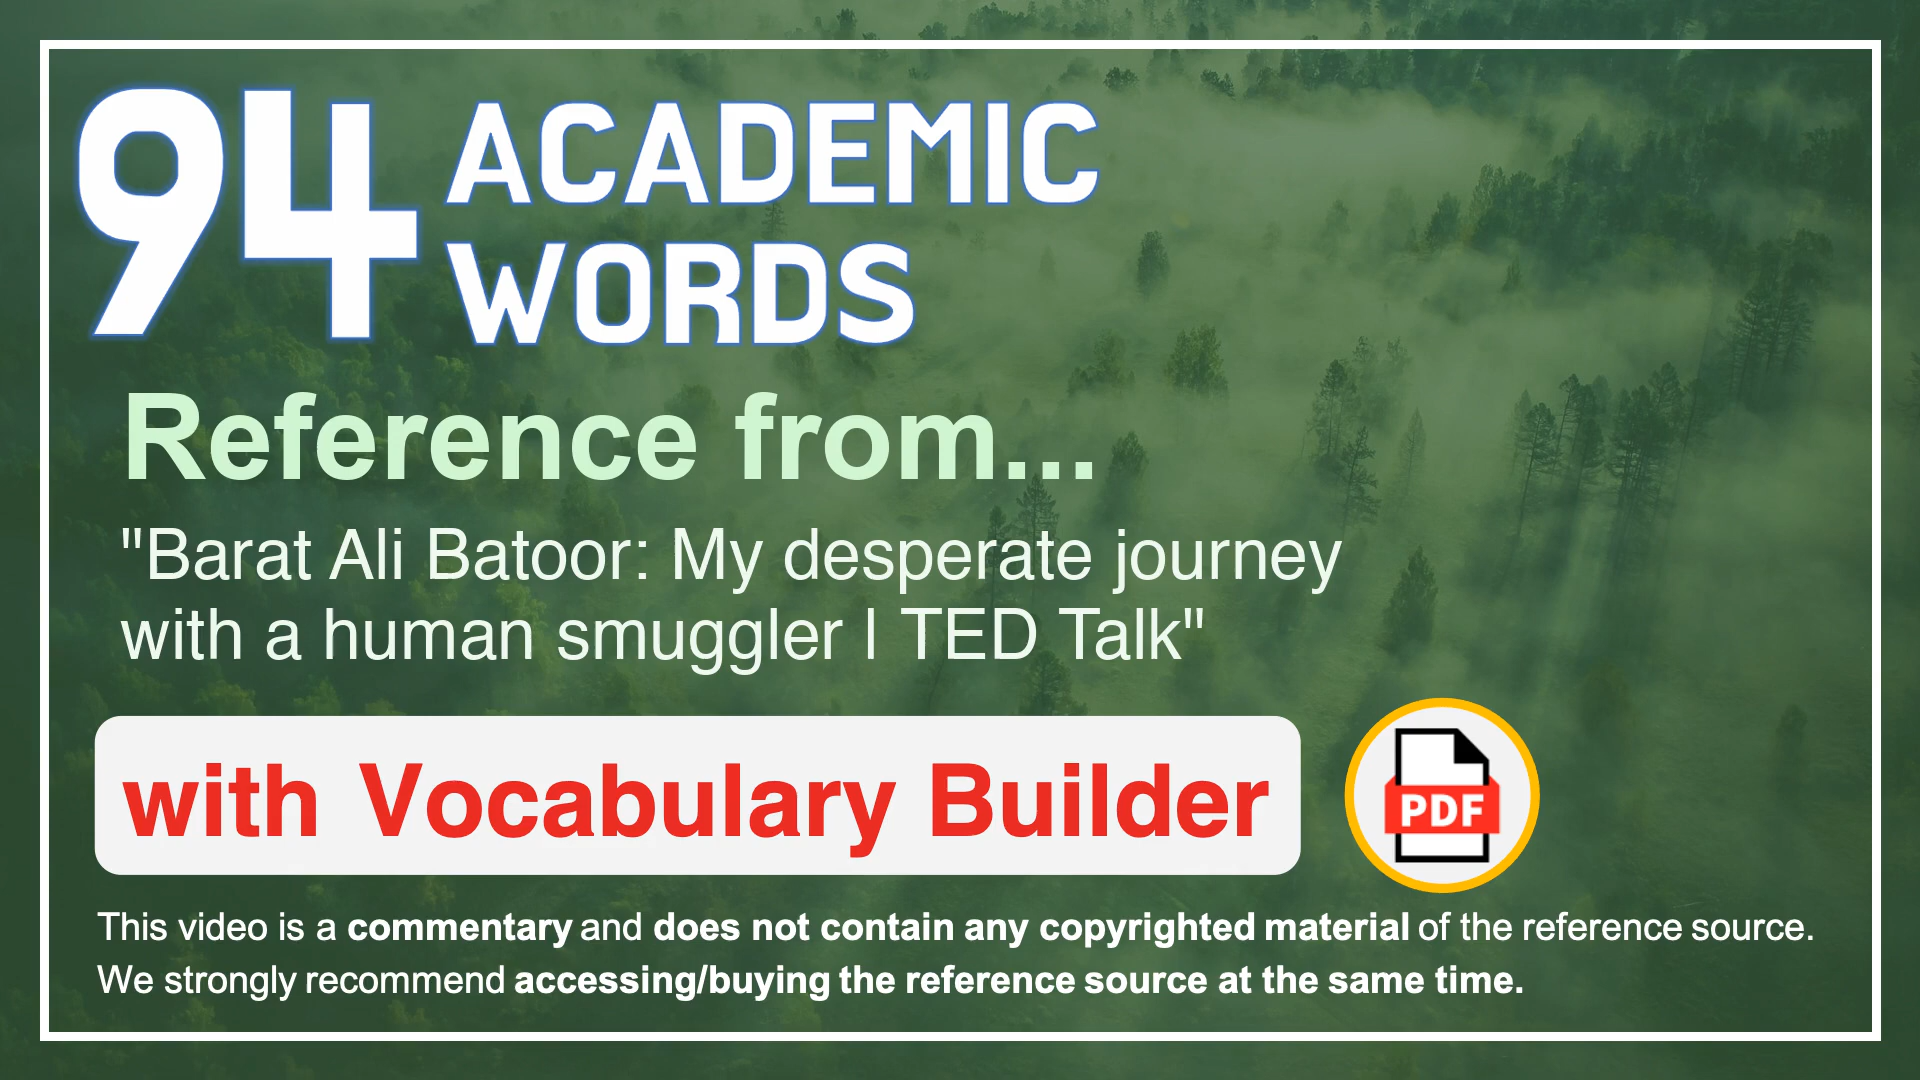 94 ACADEMIC
WORDS
Reference from...
"Barat Ali Batoor: My desperate journey
with a human smuggler | TED Talk"
with Vocabulary Builder
PDF
This video is a commentary and does not contain any copyrighted material of the reference source.
We strongly recommend accessing/buying the reference source at the same time.